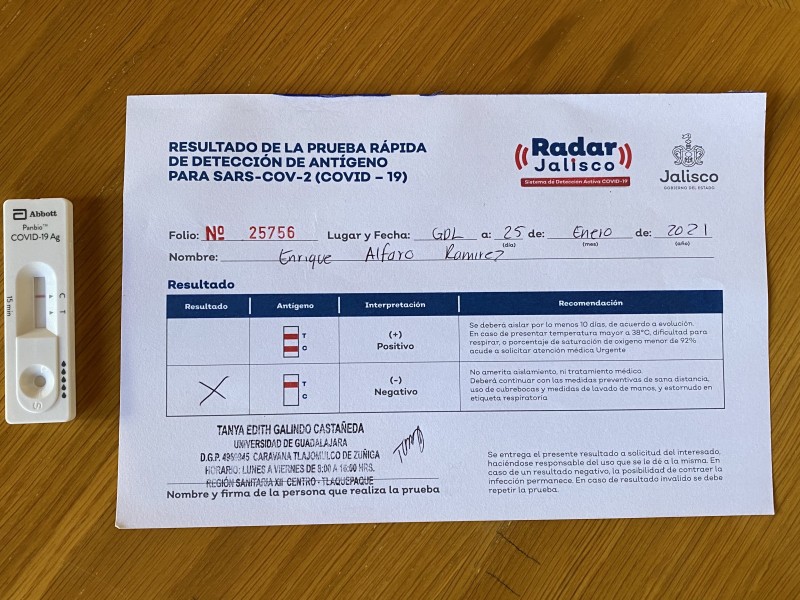 RESULTADO DE LA PRUEBA RÁPIDA
DE DETECCIÓN DE ANTÍGENO
PARA SARS-COV-2 (COVID – 19)
Radar
Jalisco
Sistema de Detección Activa COVID-19
Jalisco
GOBIERNO DEL ESTADO
Abbott
Panbio™
COVID-19 Ag
C T
15 min
S
Folio: Nº 25756 Lugar y Fecha: GDL a: 25 de: Enero de: 2021
(día) (mes) (año)
Nombre: Enrique Alfaro Ramirez
Resultado
Resultado Antígeno Interpretación Recomendación
T
C
(+)
Positivo
Se deberá aislar por lo menos 10 días, de acuerdo a evolución.
En caso de presentar temperatura mayor a 38°C, dificultad para
respirar, o porcentaje de saturación de oxígeno menor de 92%
acude a solicitar atención médica Urgente
X
T
C
(-)
Negativo
No amerita aislamiento, ni tratamiento médico.
Deberá continuar con las medidas preventivas de sana distancia,
uso de cubrebocas y medidas de lavado de manos, y estornudo en
etiqueta respiratoria
TANYA EDITH GALINDO CASTAÑEDA
UNIVERSIDAD DE GUADALAJARA
D.G.P. CARAVANA TLAJOMULCO DE ZUÑIGA
HORARIO: LUNES A VIERNES DE 8:00 A 16:00 HRS.
REGIÓN SANITARIA XII CENTRO - TLAQUEPAQUE
Nombre y firma de la persona que realiza la prueba
Se entrega el presente resultado a solicitud del interesado,
haciéndose responsable del uso que se le dé a la misma. En
caso de un resultado negativo, la posibilidad de contraer la
infección permanece. En caso de resultado invalido se debe
repetir la prueba.